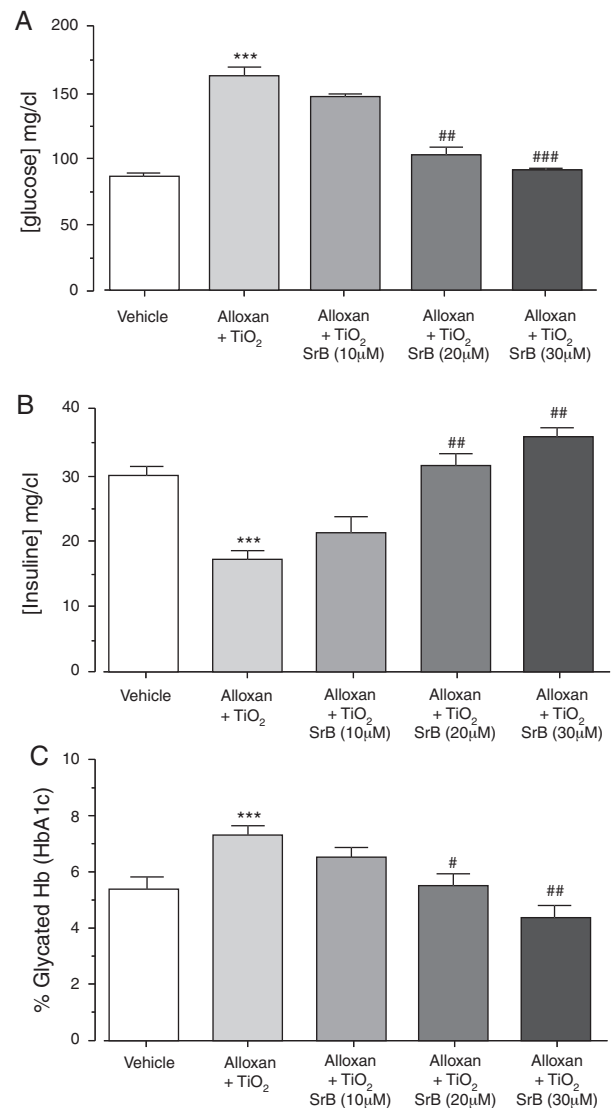 A
200
150
100
50
0
[glucose] mg/cl
***
##
###
Vehicle
Alloxan
+ TiO2
Alloxan
+ TiO2
SrB (10μM)
Alloxan
+ TiO2
SrB (20μM)
Alloxan
+ TiO2
SrB (30μM)
B
40
30
20
10
0
[Insuline] mg/cl
***
##
##
Vehicle
Alloxan
+ TiO2
Alloxan
+ TiO2
SrB (10μM)
Alloxan
+ TiO2
SrB (20μM)
Alloxan
+ TiO2
SrB (30μM)
C
10
8
6
4
2
0
% Glycated Hb (HbA1c)
***
#
##
Vehicle
Alloxan
+ TiO2
Alloxan
+ TiO2
SrB (10μM)
Alloxan
+ TiO2
SrB (20μM)
Alloxan
+ TiO2
SrB (30μM)